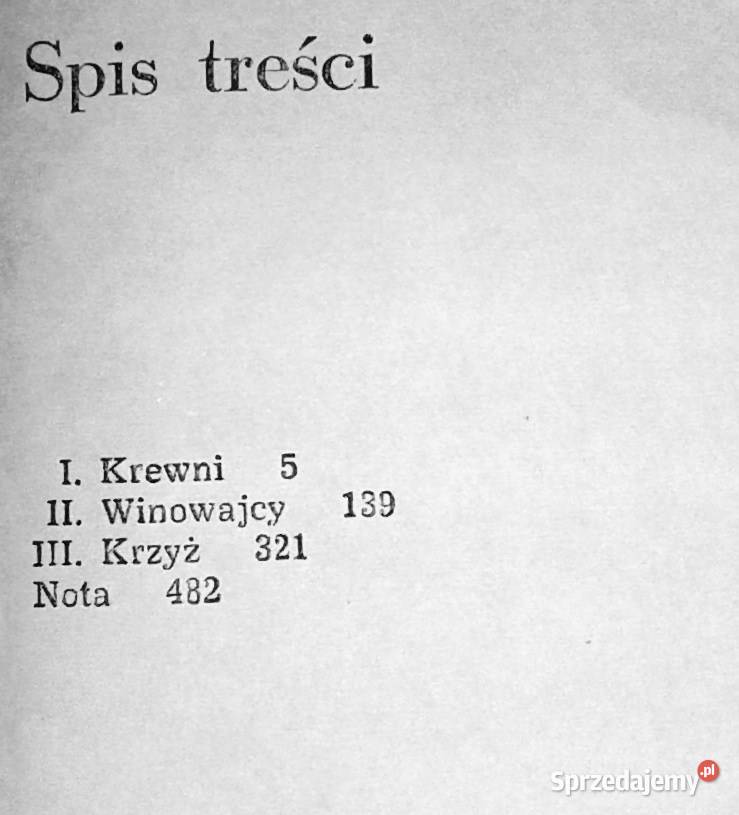 Spis treści
I. Krewni 5
II. Winowajcy 139
III. Krzyż 321
Nota 482
Sprzedajemy.pl